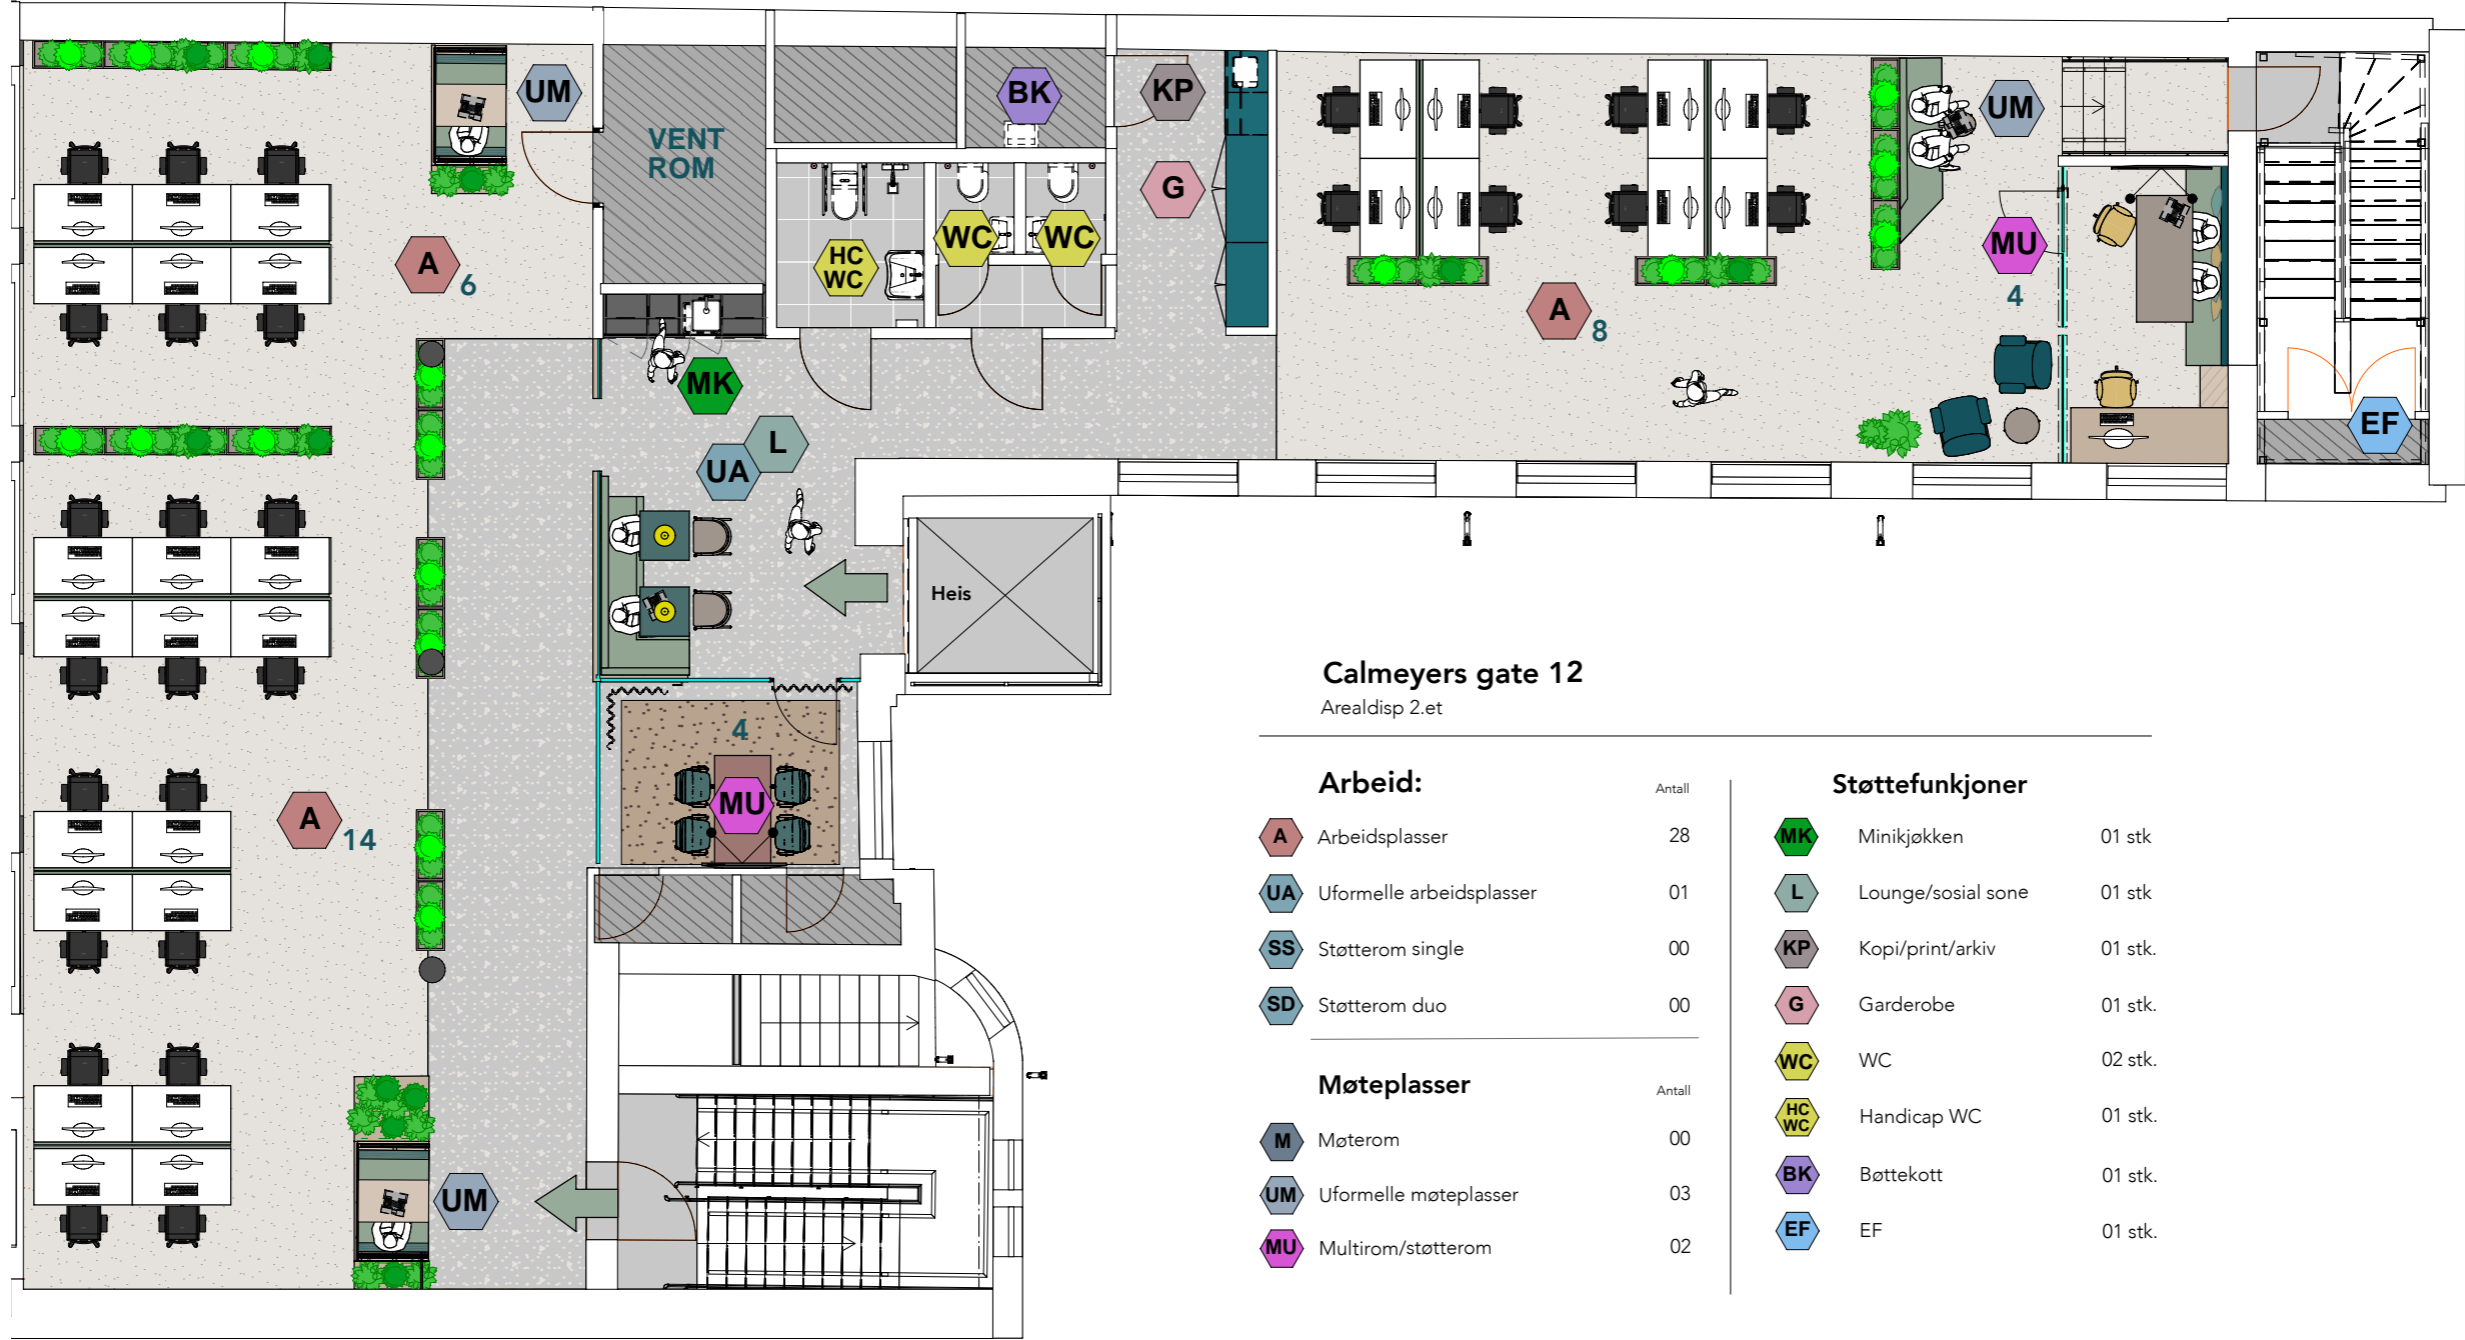 UM
VENT
ROM
BK
KP
UM
G
A
6
HC
WC
WC
WC
MU
4
A
8
MK
L
UA
EF
Heis
4
MU
A
14
UM
Calmeyers gate 12
Arealdisp 2.et
Arbeid:
Antall
A Arbeidsplasser 28
UA Uformelle arbeidsplasser 01
SS Støtterom single 00
SD Støtterom duo 00
Møteplasser
Antall
M Møterom 00
UM Uformelle møteplasser 03
MU Multirom/støtterom 02
Støttefunkjoner
MK Minikjøkken 01 stk
L Lounge/sosial sone 01 stk
KP Kopi/print/arkiv 01 stk.
G Garderobe 01 stk.
WC WC 02 stk.
HC
WC Handicap WC 01 stk.
BK Bøttekott 01 stk.
EF EF 01 stk.